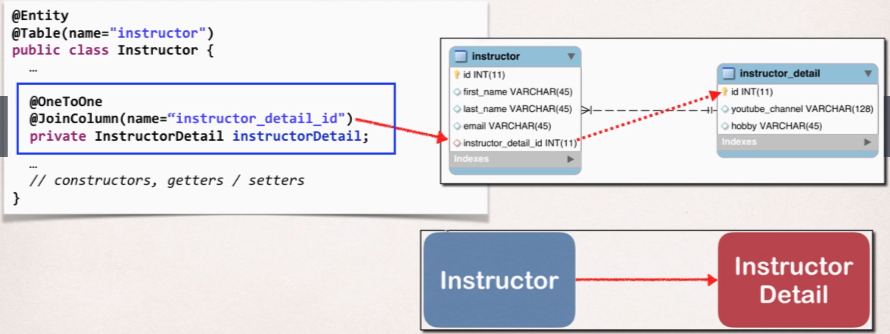 @Entity
@Table(name="instructor")
public class Instructor {
…
@OneToOne
@JoinColumn(name=“instructor_detail_id")
private InstructorDetail instructorDetail;
…
// constructors, getters / setters
}
instructor
id INT(11)
first_name VARCHAR(45)
last_name VARCHAR(45)
email VARCHAR(45)
instructor_detail_id INT(11)
Indexes
instructor_detail
id INT(11)
youtube_channel VARCHAR(128)
hobby VARCHAR(45)
Indexes
Instructor
Instructor
Detail